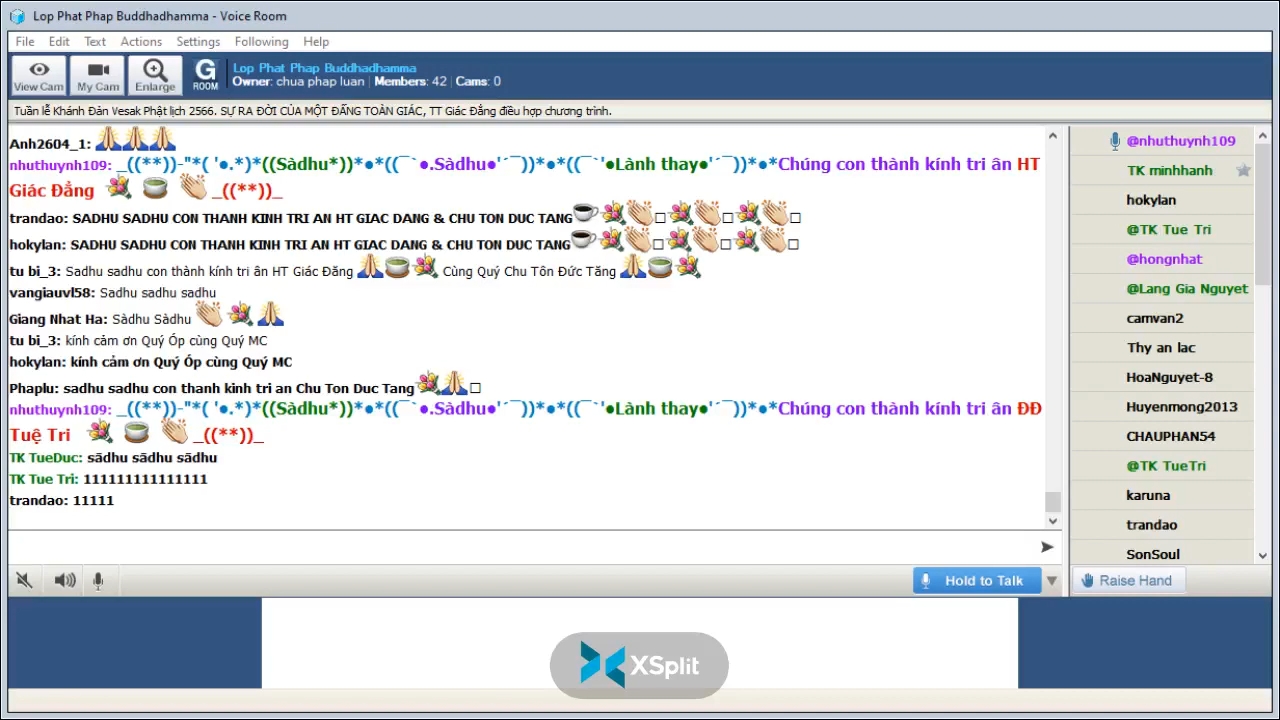 Lop Phat Phap Buddhadhamma - Voice Room
File Edit Text Actions Settings Following Help
View Cam My Cam Enlarge G ROOM
Lop Phat Phap Buddhadhamma
Owner: chua phap luan | Members: 42 | Cams: 0
Tuần lễ Khánh Đản Vesak Phật lịch 2566. SỰ RA ĐỜI CỦA MỘT ĐẤNG TOÀN GIÁC, TT Giác Đẳng điều hợp chương trình.
Anh2604_1:
nhuthuynh109: _((**))-"*( '●.*)*((Sàdhu*))*●*((¯`●.Sàdhu●'´¯))*●*((¯`'●Lành thay●'´¯))*●*Chúng con thành kính tri ân HT
Giác Đẳng _((**))_
trandao: SADHU SADHU CON THANH KINH TRI AN HT GIAC DANG & CHU TON DUC TANG
hokylan: SADHU SADHU CON THANH KINH TRI AN HT GIAC DANG & CHU TON DUC TANG
tu bi_3: Sadhu sadhu con thành kính tri ân HT Giác Đăng Cùng Quý Chu Tôn Đức Tăng
vangiauvl58: Sadhu sadhu sadhu
Giang Nhat Ha: Sàdhu Sàdhu
tu bi_3: kính cảm ơn Quý Óp cùng Quý MC
hokylan: kính cảm ơn Quý Óp cùng Quý MC
Phaplu: sadhu sadhu con thanh kinh tri an Chu Ton Duc Tang
nhuthuynh109: _((**))-"*( '●.*)*((Sàdhu*))*●*((¯`●.Sàdhu●'´¯))*●*((¯`'●Lành thay●'´¯))*●*Chúng con thành kính tri ân ĐĐ
Tuệ Tri _((**))_
TK TueDuc: sādhu sādhu sādhu
TK Tue Tri: 111111111111111
trandao: 11111
@nhuthuynh109
TK minhhanh
hokylan
@TK Tue Tri
@hongnhat
@Lang Gia Nguyet
camvan2
Thy an lac
HoaNguyet-8
Huyenmong2013
CHAUPHAN54
@TK TueTri
karuna
trandao
SonSoul
Hold to Talk
Raise Hand
XSplit